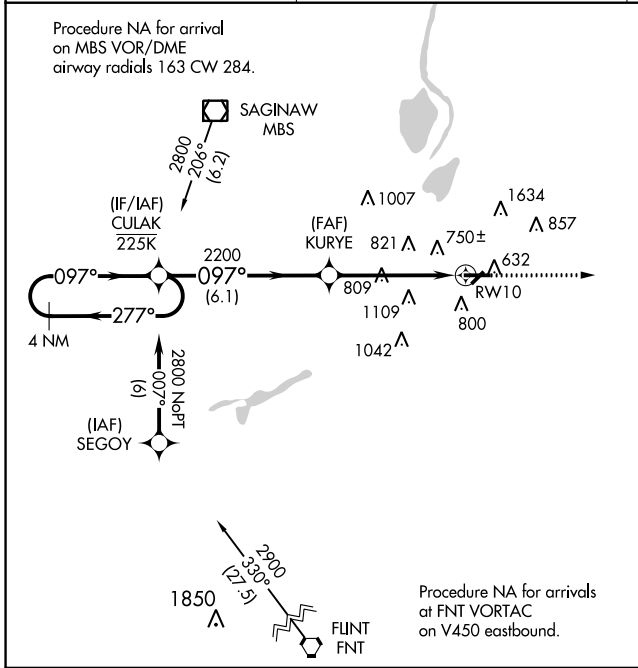 Procedure NA for arrival
on MBS VOR/DME
airway radials 163 CW 284.
SAGINAW
MBS
2800
206°
(6.2)
(IF/IAF)
CULAK
225K
1007
1634
857
(FAF)
KURYE
821
750±
2200
097°
097°
(6.1)
809
632
RW10
277°
1109
800
4 NM
1042
2800 NoPT
007°
(6)
(IAF)
SEGOY
2900
330°
(27.5)
1850
FLINT
FNT
Procedure NA for arrivals
at FNT VORTAC
on V450 eastbound.